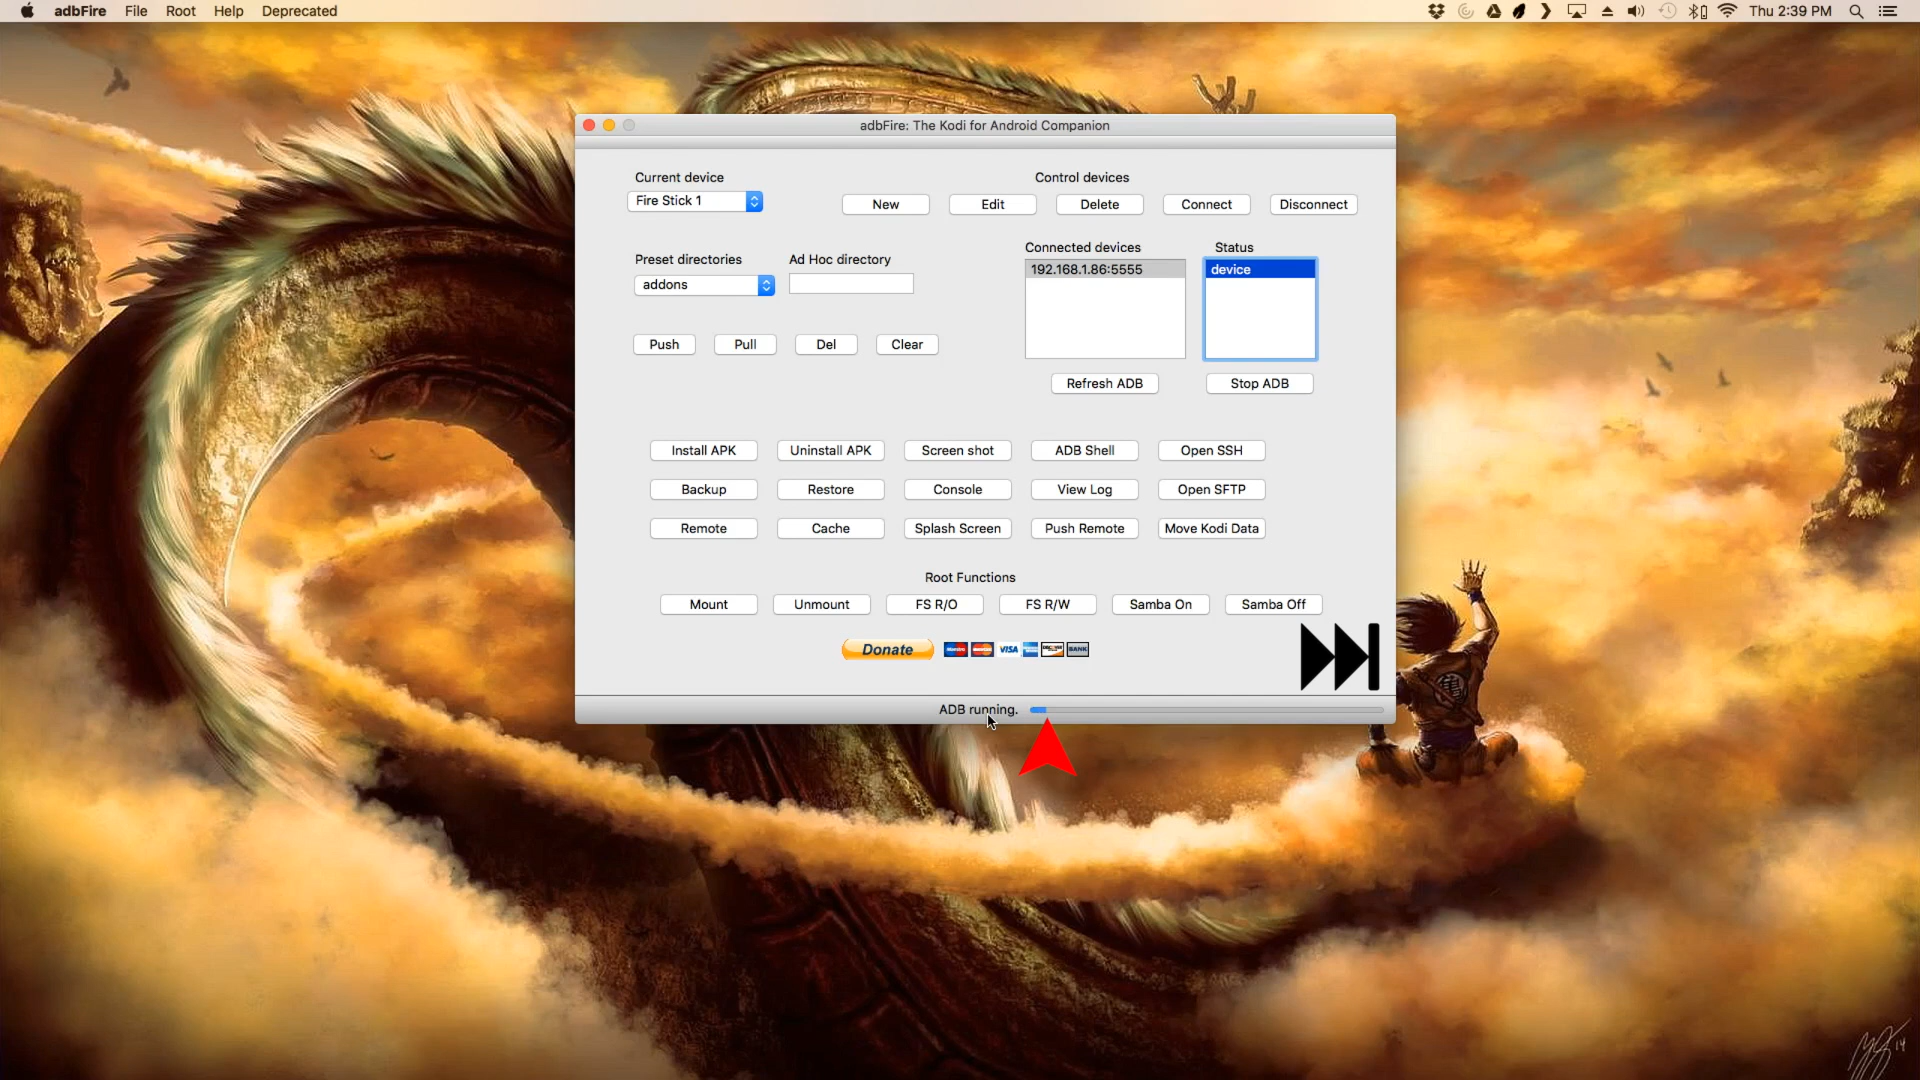 adbFire File Root Help Deprecated Thu 2:39 PM
adbFire: The Kodi for Android Companion
Current device
Control devices
Fire Stick 1
New Edit Delete Connect Disconnect
Preset directories Ad Hoc directory
Connected devices Status
addons
192.168.1.86:5555 device
Push Pull Del Clear
Refresh ADB Stop ADB
Install APK Uninstall APK Screen shot ADB Shell Open SSH
Backup Restore Console View Log Open SFTP
Remote Cache Splash Screen Push Remote Move Kodi Data
Root Functions
Mount Unmount FS R/O FS R/W Samba On Samba Off
Donate VISA BANK
ADB running.
14